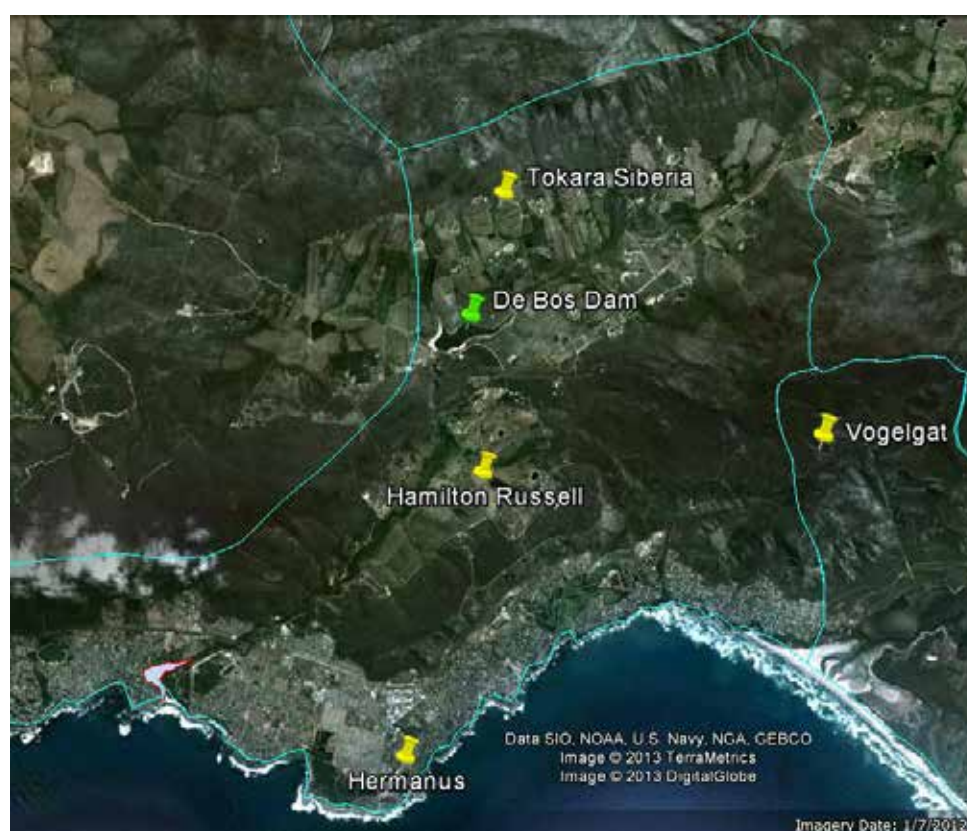 Tokara Siberia
De Bos Dam
Vogelgat
Hamilton Russell
Data SIO, NOAA, U.S. Navy, NGA, GEBCO
Image © 2013 TerraMetrics
Image © 2013 DigitalGlobe
Hermanus
Imagery Date: 1/7/2012